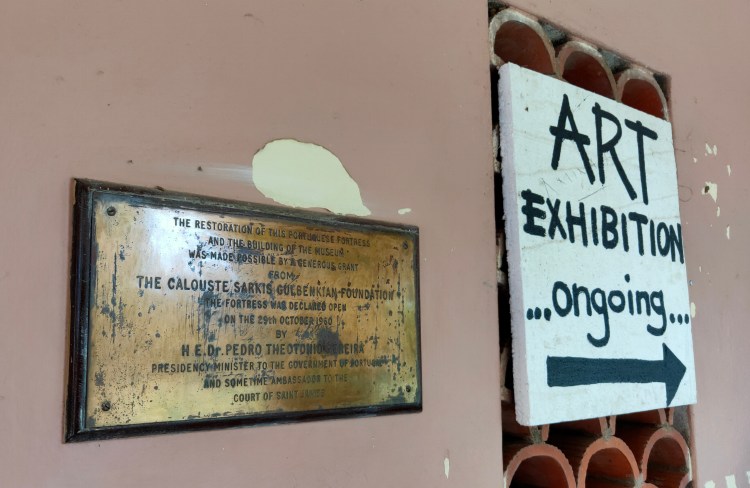 THE RESTORATION OF THIS PORTUGUESE FORTRESS
AND THE BUILDING OF THE MUSEUM
WAS MADE POSSIBLE BY A GENEROUS GRANT
FROM
THE CALOUSTE SARKIS GULBENKIAN FOUNDATION
THE FORTRESS WAS DECLARED OPEN
ON THE 29th OCTOBER 1960
BY
H.E. Dr. PEDRO THEOTONIO PEREIRA
PRESIDENCY MINISTER TO THE GOVERNMENT OF PORTUGAL
AND SOMETIME AMBASSADOR TO THE
COURT OF SAINT JAMES
ART
EXHIBITION
...ongoing...